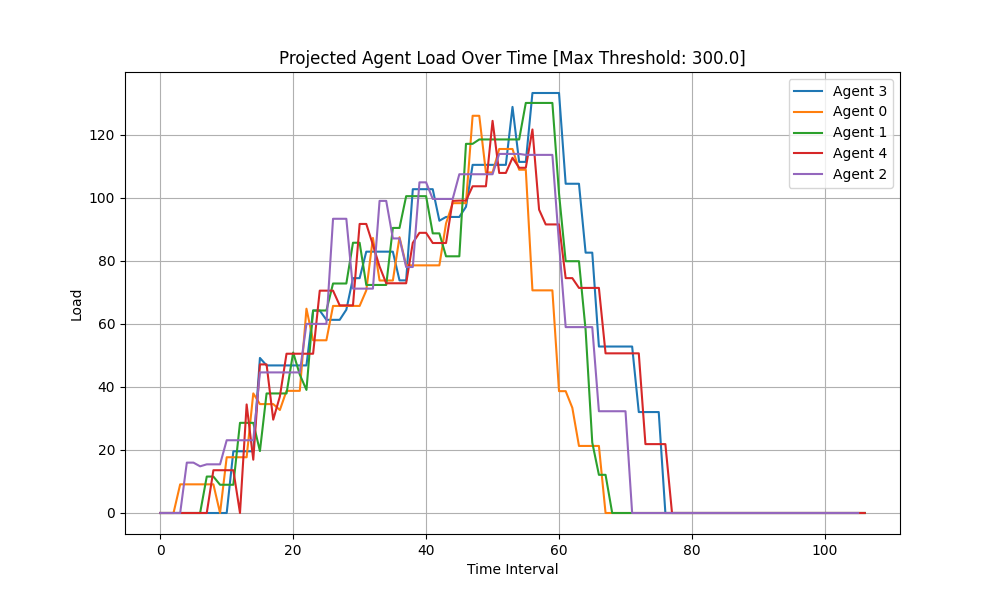 Projected Agent Load Over Time [Max Threshold: 300.0]
Agent 3
Agent 0
Agent 1
Agent 4
Agent 2
Load
120
100
80
60
40
20
0
0 20 40 60 80 100
Time Interval